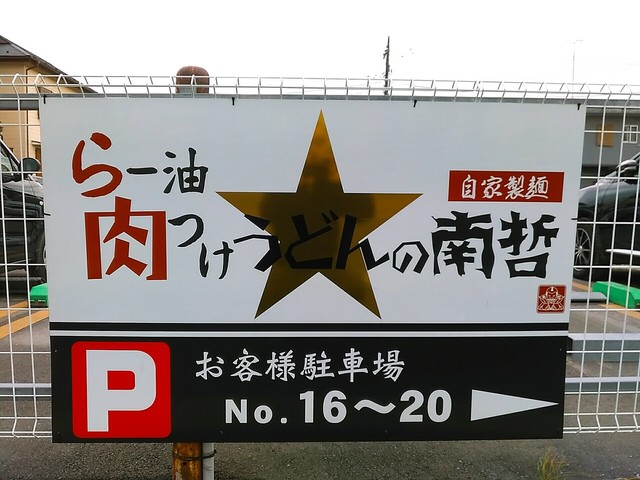 らー油
自家製麺
肉つけうどんの南哲
P
お客様駐車場
No.16〜20